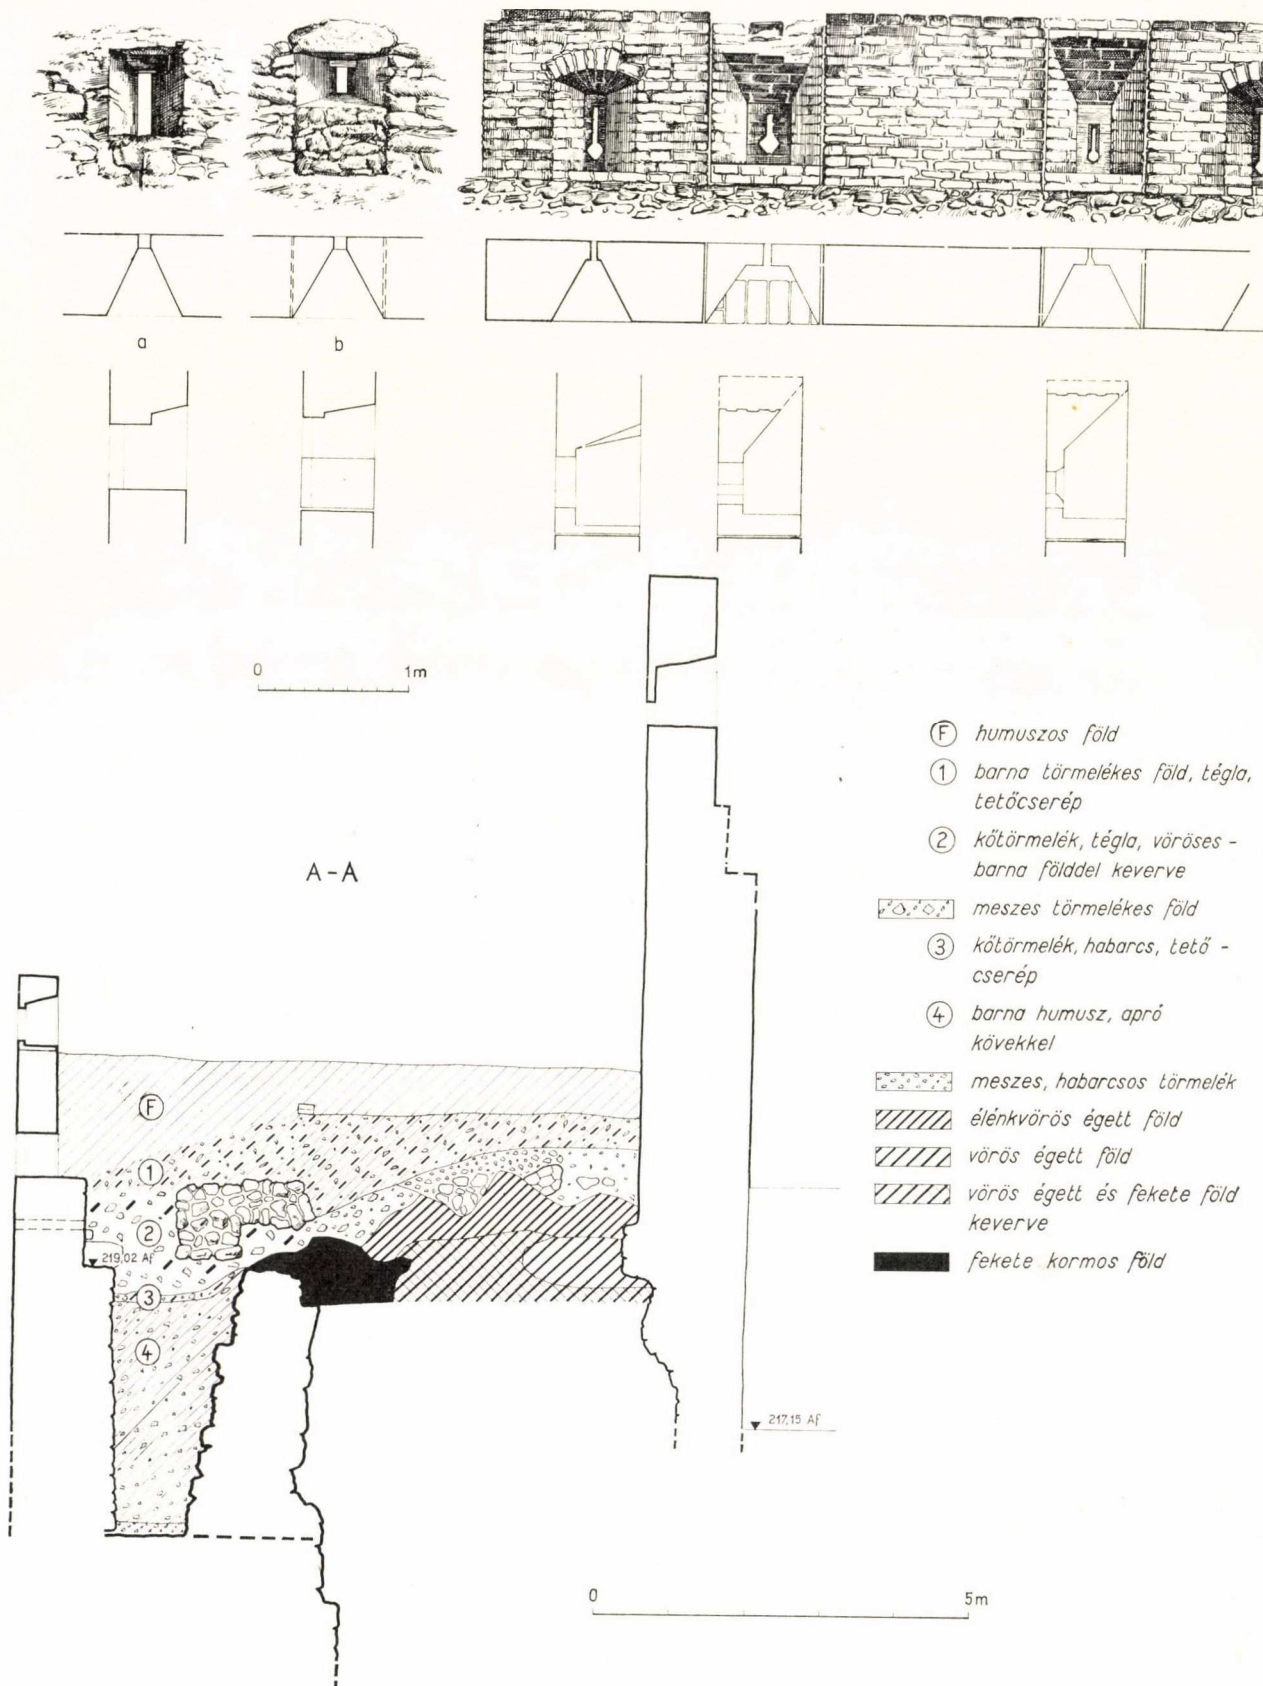 a
b
0 1m
A-A
F humuszos föld
1 barna törmelékes föld, tégla,
tetőcserép
2 kőtörmelék, tégla, vöröses -
barna földdel keverve
meszes törmelékes föld
3 kőtörmelék, habarcs, tető -
cserép
4 barna humusz, apró
kövekkel
meszes, habarcsos törmelék
élénkvörös égett föld
vörös égett föld
vörös égett és fekete föld
keverve
fekete kormos föld
F
1
2
219,02 Af
3
4
217,15 Af
0 5m